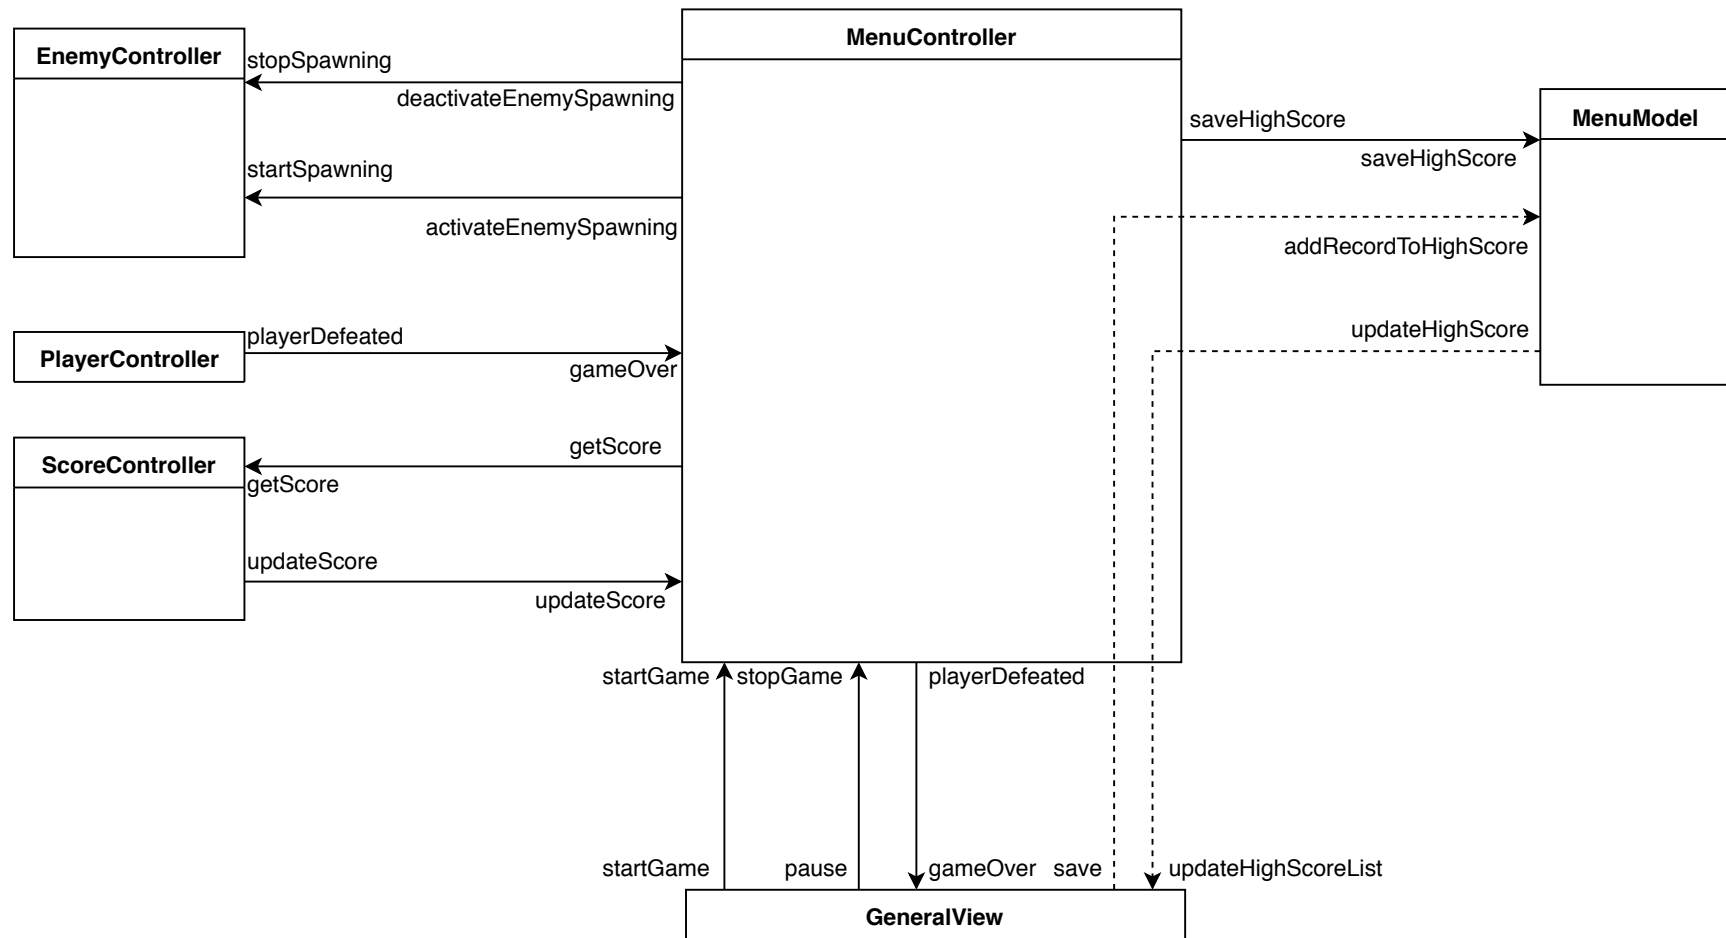 MenuController
EnemyController
stopSpawning
deactivateEnemySpawning
saveHighScore
MenuModel
saveHighScore
startSpawning
activateEnemySpawning
addRecordToHighScore
updateHighScore
playerDefeated
PlayerController
gameOver
getScore
ScoreController
getScore
updateScore
updateScore
startGame
stopGame
playerDefeated
startGame
pause
gameOver
save
updateHighScoreList
GeneralView